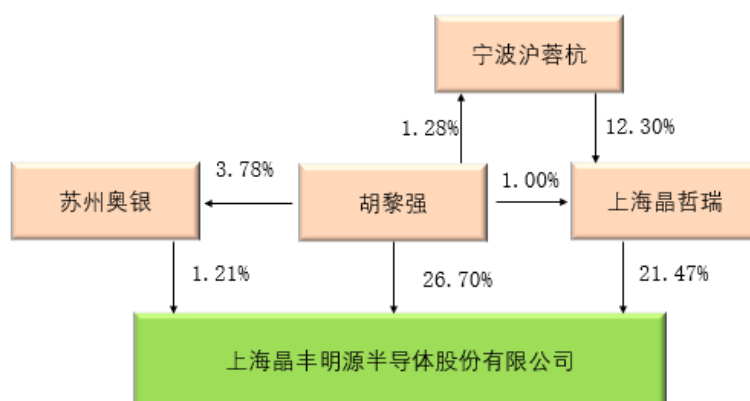 宁波沪蓉杭
1.28%
12.30%
3.78%
1.00%
苏州奥银
胡黎强
上海晶哲瑞
1.21%
26.70%
21.47%
上海晶丰明源半导体股份有限公司